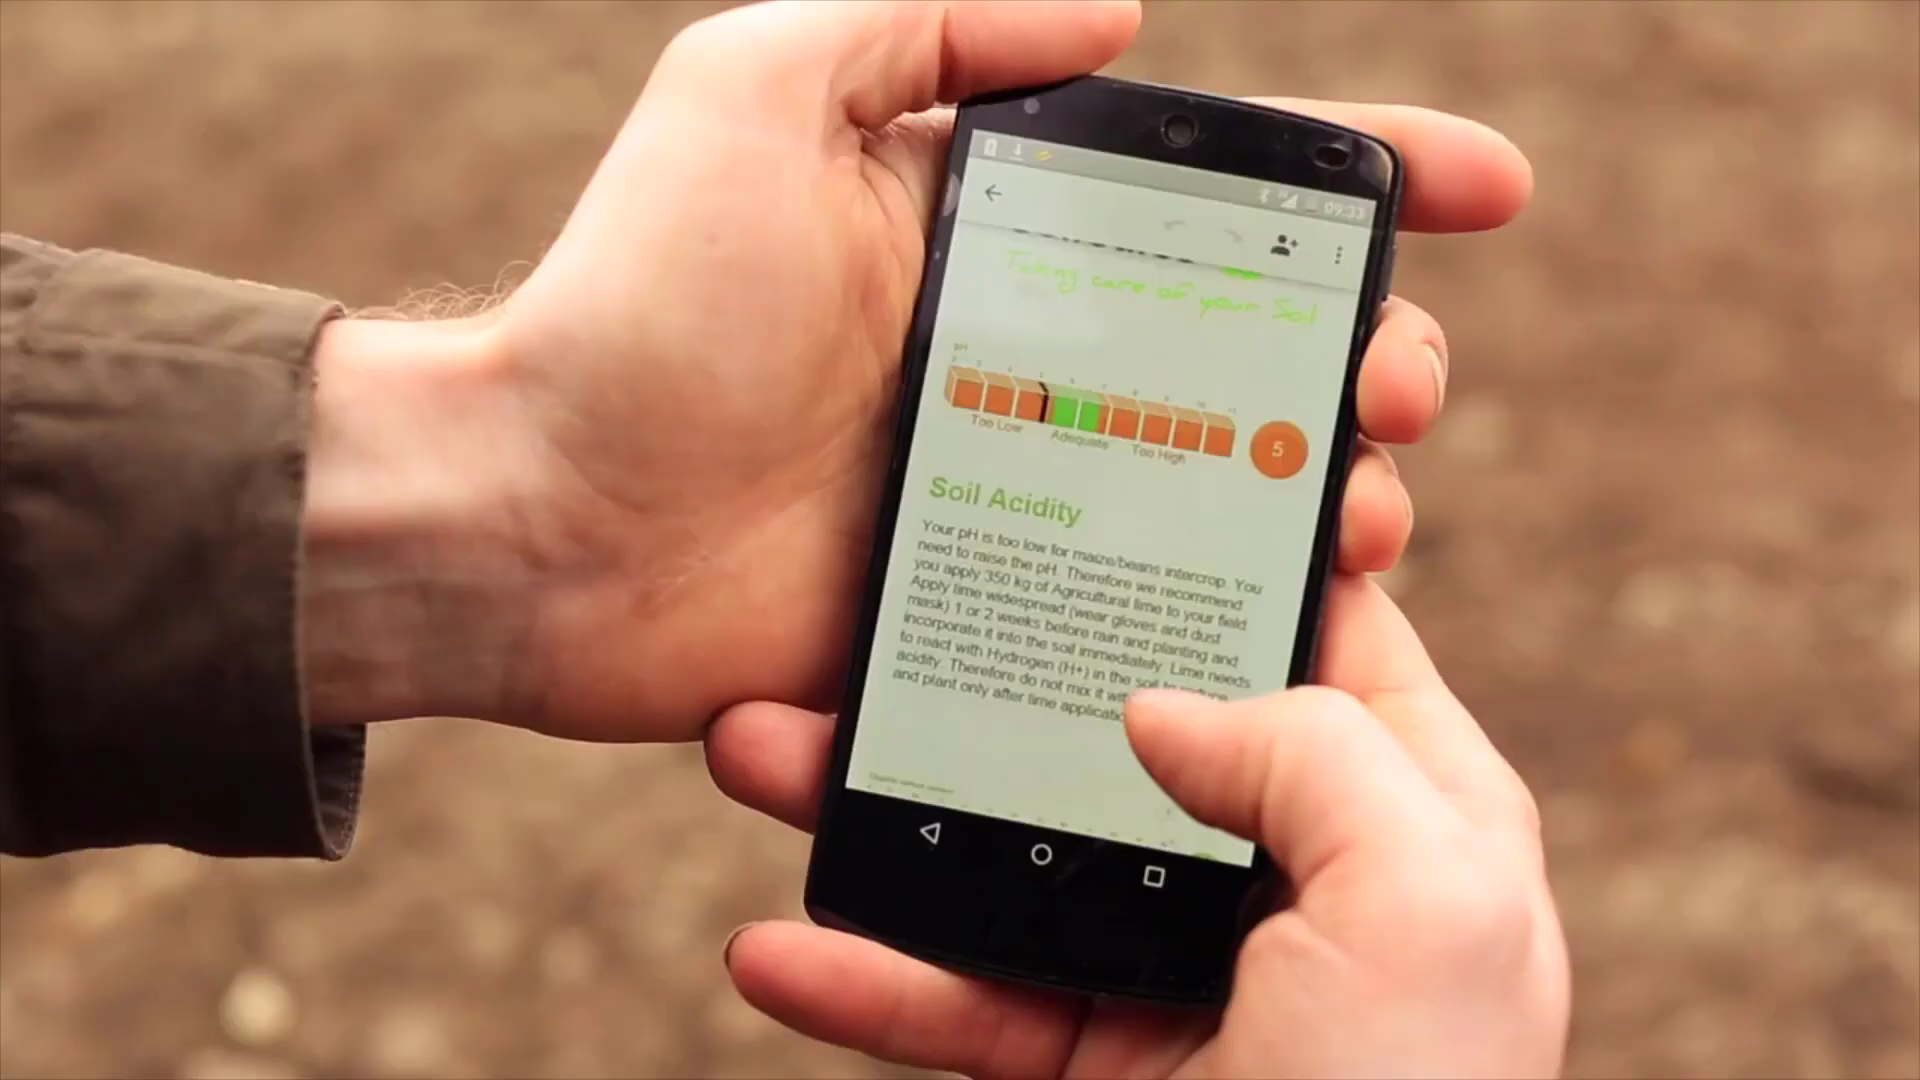 09:33
Taking care of your Soil
pH
Too Low
Adequate
Too High
5
Soil Acidity
Your pH is too low for maize/beans intercrop. You
need to raise the pH. Therefore we recommend
you apply 350 kg of Agricultural lime to your field.
Apply lime widespread (wear gloves and dust
mask) 1 or 2 weeks before rain and planting and
incorporate it into the soil immediately. Lime needs
to react with Hydrogen (H+) in the soil to reduce
acidity. Therefore do not mix it
and plant only after lime